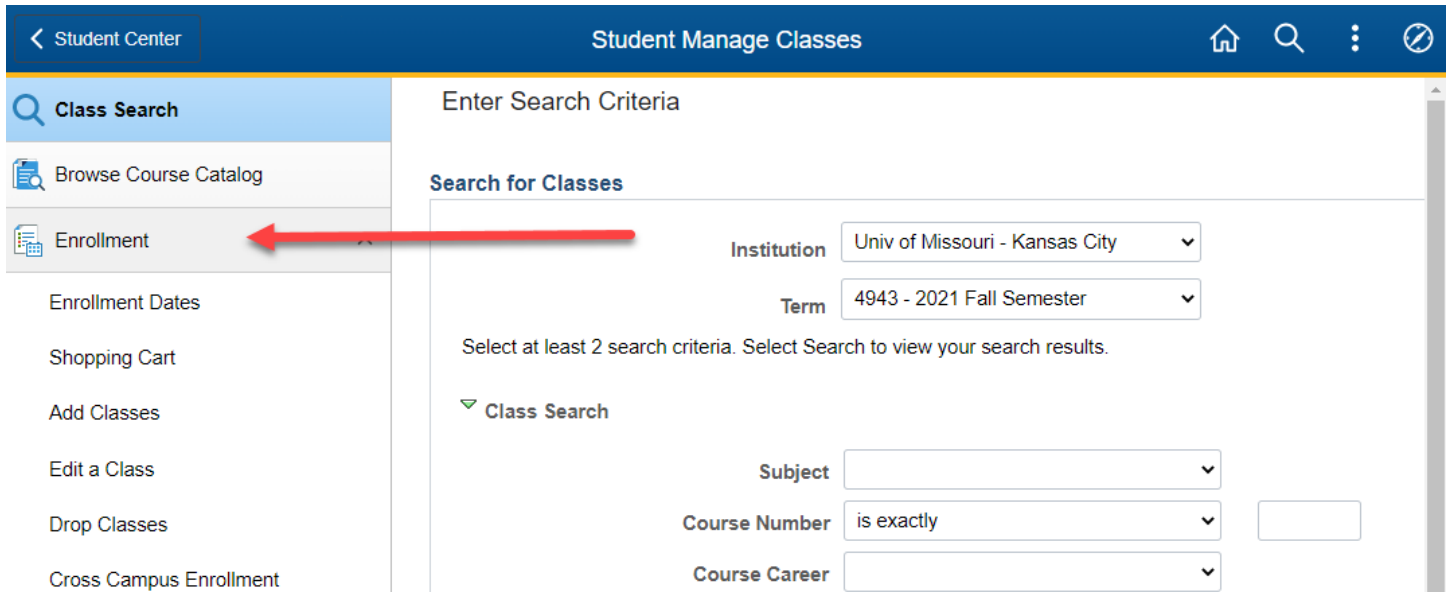 Student Center
Student Manage Classes
Class Search
Browse Course Catalog
Enrollment
Enrollment Dates
Shopping Cart
Add Classes
Edit a Class
Drop Classes
Cross Campus Enrollment
Enter Search Criteria
Search for Classes
Institution Univ of Missouri - Kansas City
Term 4943 - 2021 Fall Semester
Select at least 2 search criteria. Select Search to view your search results.
Class Search
Subject
Course Number is exactly
Course Career